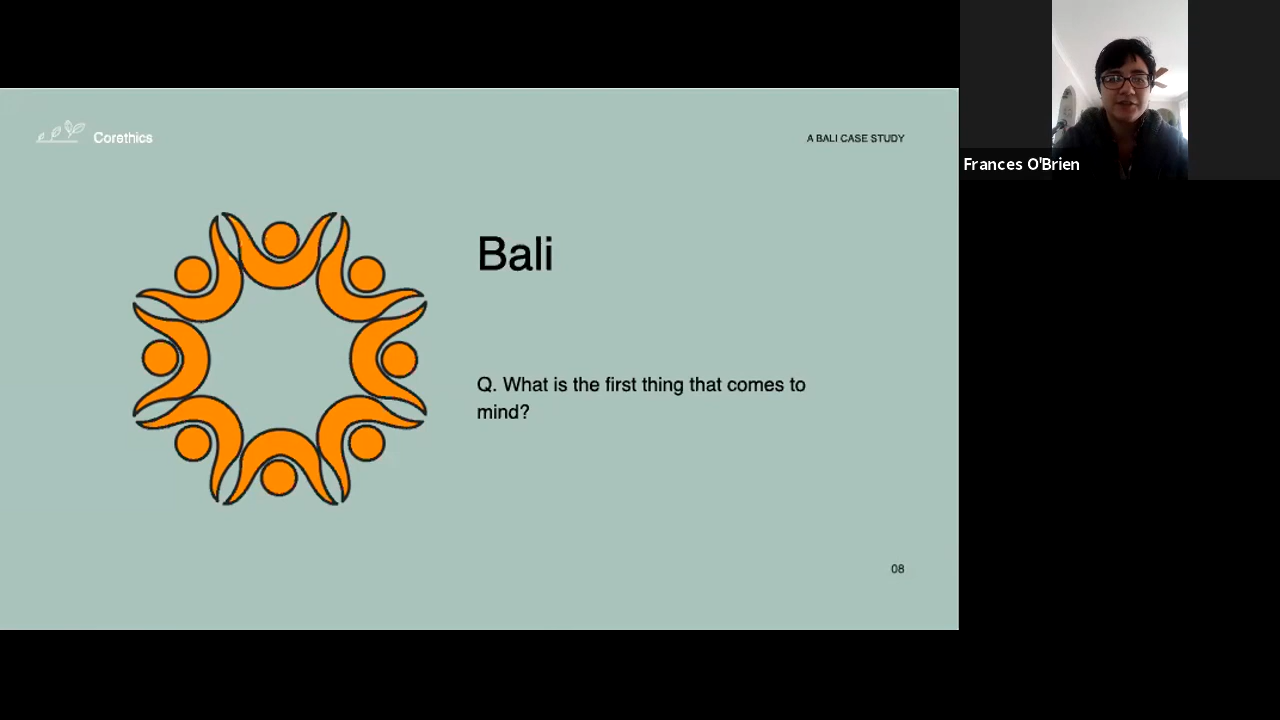 Corethics
A BALI CASE STUDY
Bali
Q. What is the first thing that comes to
mind?
08
Frances O'Brien